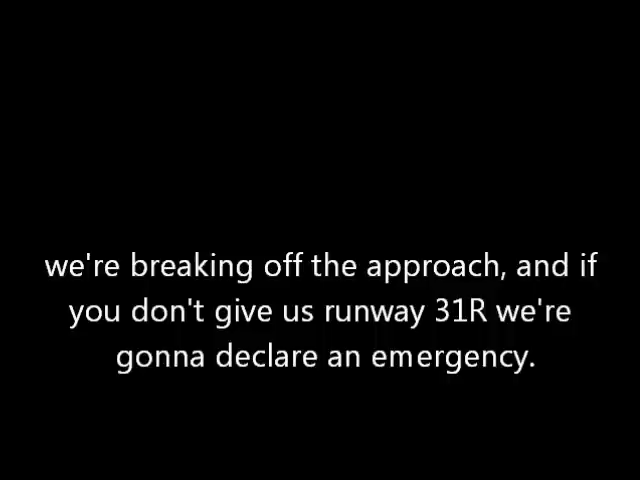 we're breaking off the approach, and if
you don't give us runway 31R we're
gonna declare an emergency.